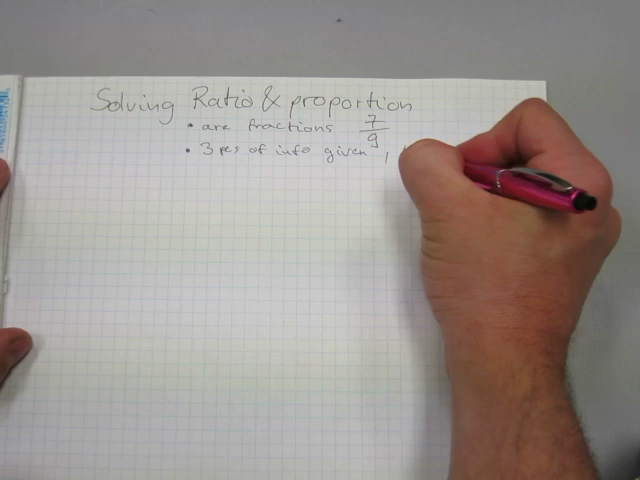 Solving Ratio & proportion
• are fractions 7/9
• 3 pcs of info given,